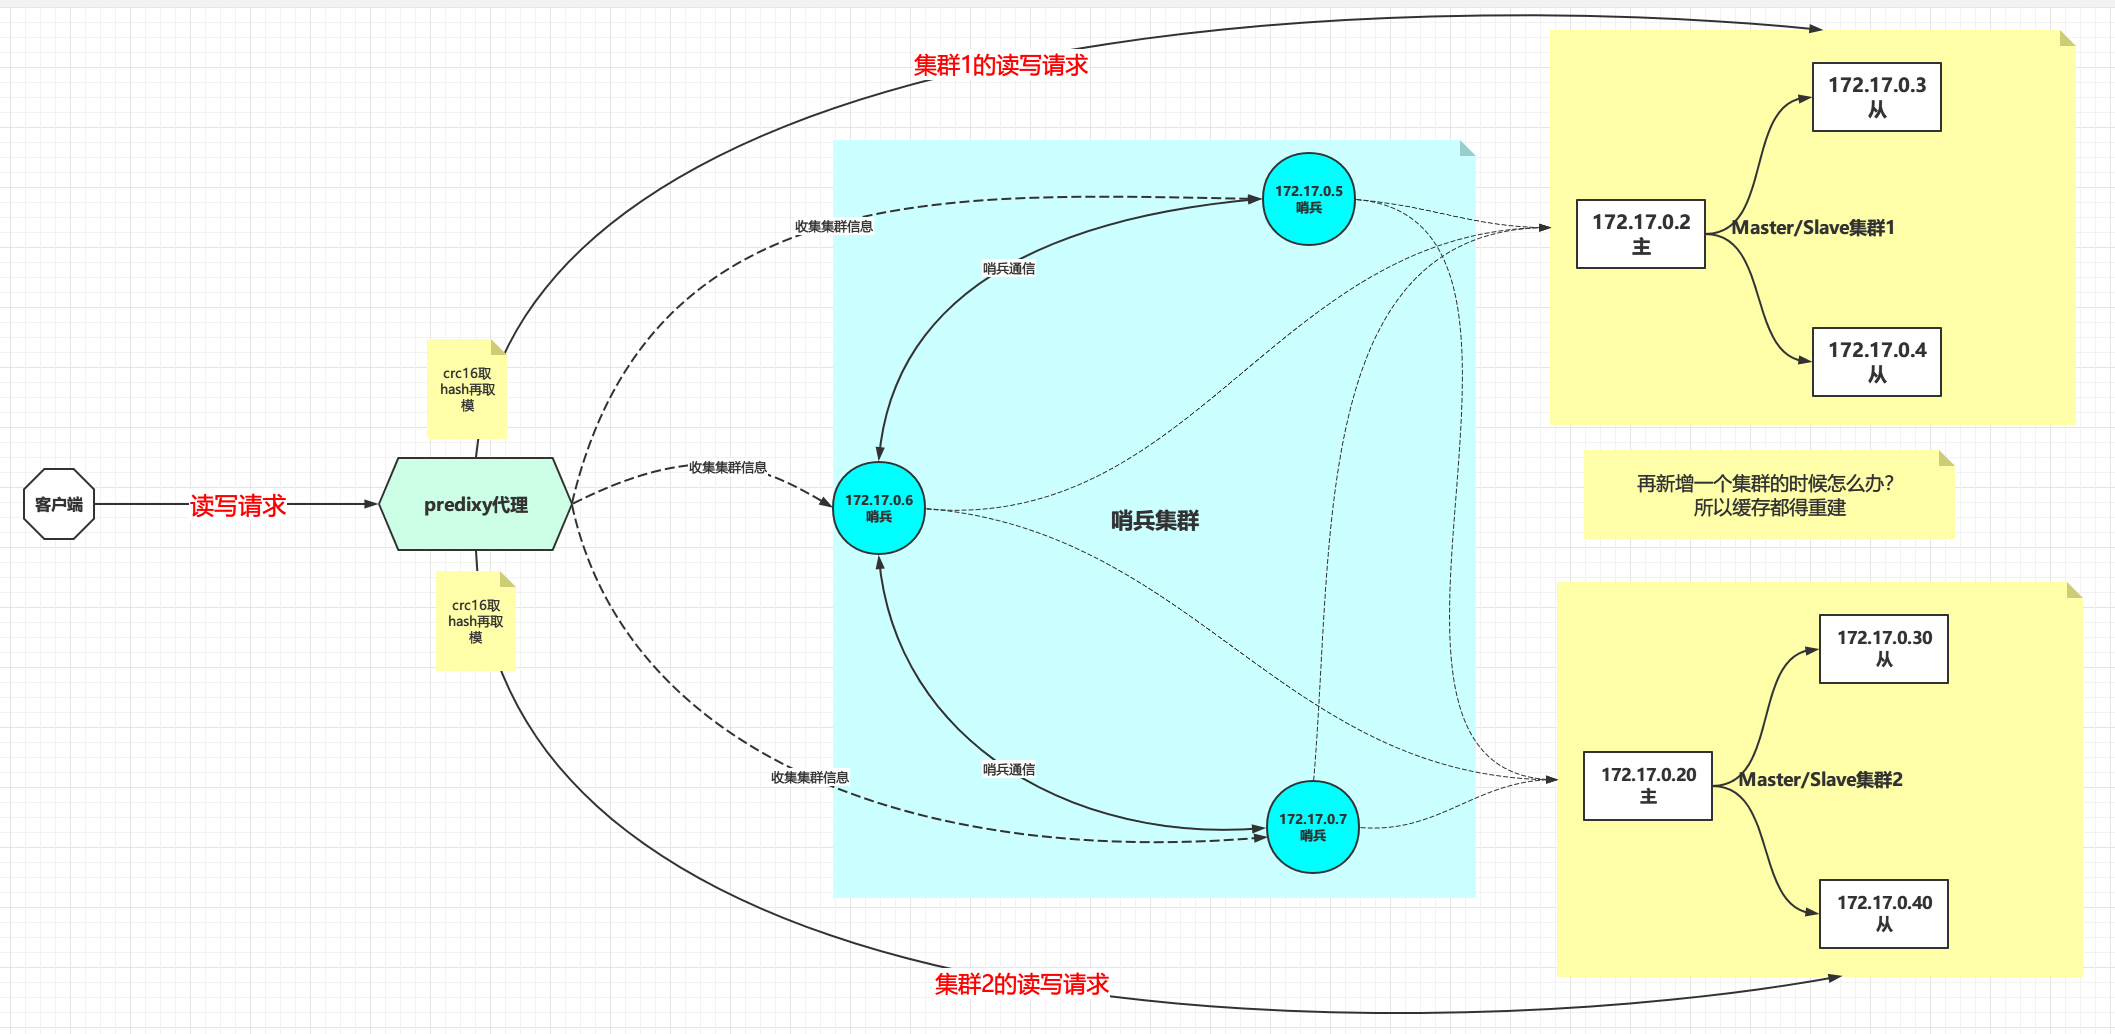 集群1的读写请求
172.17.0.3
从
172.17.0.5
哨兵
收集集群信息
172.17.0.2
主
Master/Slave集群1
哨兵通信
172.17.0.4
从
crc16取
hash再取
模
收集集群信息
再新增一个集群的时候怎么办？
所以缓存都得重建
客户端
读写请求
predixy代理
172.17.0.6
哨兵
哨兵集群
crc16取
hash再取
模
172.17.0.30
从
收集集群信息
哨兵通信
172.17.0.20
主
Master/Slave集群2
172.17.0.7
哨兵
172.17.0.40
从
集群2的读写请求